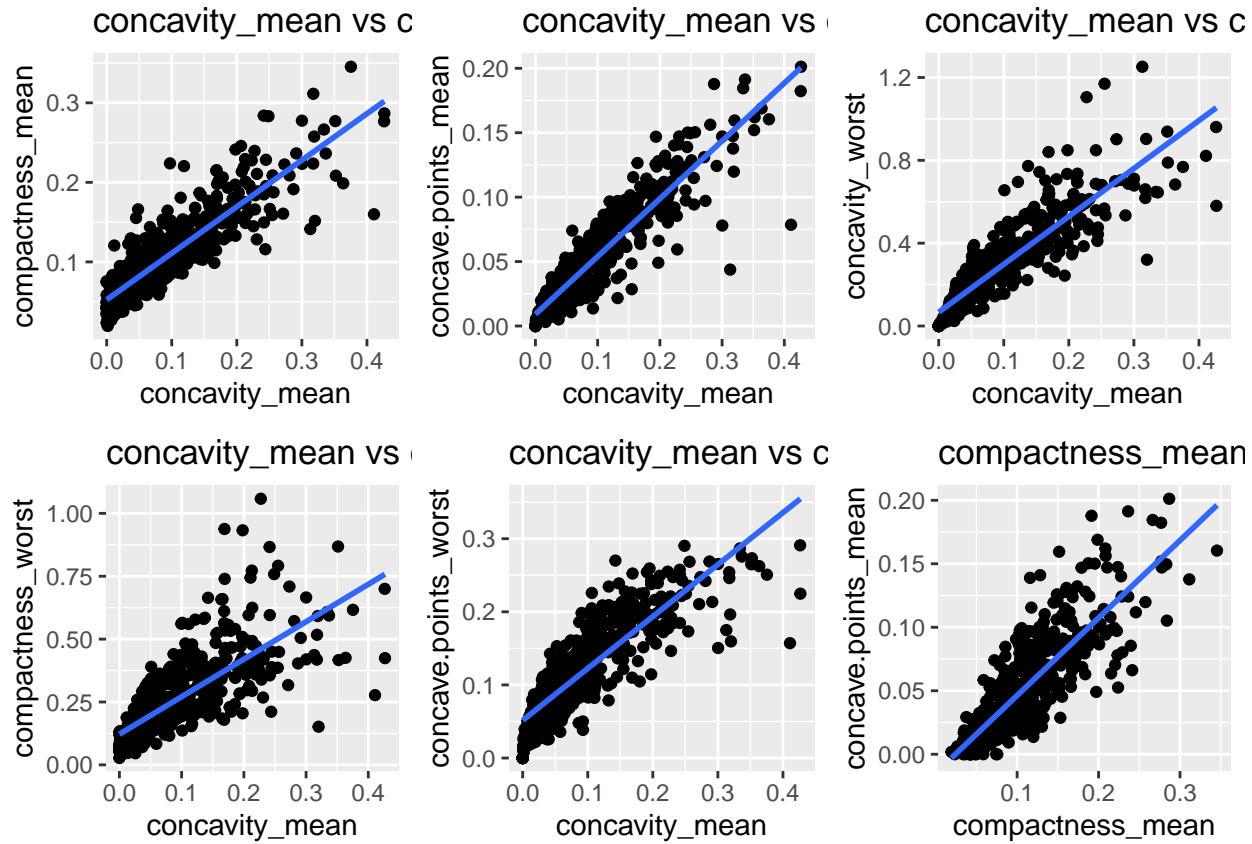 concavity_mean vs c
compactness_mean
0.3
0.2
0.1
0.0 0.1 0.2 0.3 0.4
concavity_mean
concavity_mean vs
concave.points_mean
0.20
0.15
0.10
0.05
0.00
0.0 0.1 0.2 0.3 0.4
concavity_mean
concavity_mean vs c
concavity_worst
1.2
0.8
0.4
0.0
0.0 0.1 0.2 0.3 0.4
concavity_mean
concavity_mean vs
compactness_worst
1.00
0.75
0.50
0.25
0.00
0.0 0.1 0.2 0.3 0.4
concavity_mean
concavity_mean vs c
concave.points_worst
0.3
0.2
0.1
0.0
0.0 0.1 0.2 0.3 0.4
concavity_mean
compactness_mean
concave.points_mean
0.20
0.15
0.10
0.05
0.00
0.1 0.2 0.3
compactness_mean